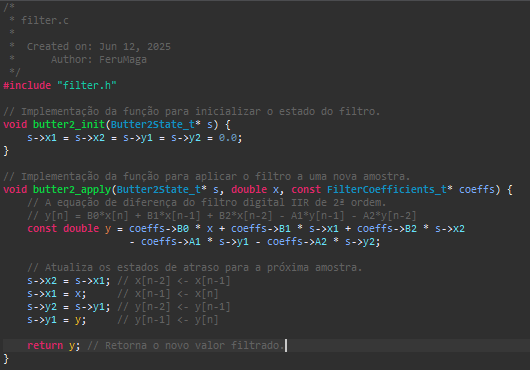 /*
 * filter.c
 *
 *  Created on: Jun 12, 2025
 *      Author: FeruMaga
 */
#include "filter.h"

// Implementação da função para inicializar o estado do filtro.
void butter2_init(Butter2State_t* s) {
    s->x1 = s->x2 = s->y1 = s->y2 = 0.0;
}

// Implementação da função para aplicar o filtro a uma nova amostra.
void butter2_apply(Butter2State_t* s, double x, const FilterCoefficients_t* coeffs) {
    // A equação de diferença do filtro digital IIR de 2ª ordem.
    // y[n] = B0*x[n] + B1*x[n-1] + B2*x[n-2] - A1*y[n-1] - A2*y[n-2]
    const double y = coeffs->B0 * x + coeffs->B1 * s->x1 + coeffs->B2 * s->x2
                   - coeffs->A1 * s->y1 - coeffs->A2 * s->y2;

    // Atualiza os estados de atraso para a próxima amostra.
    s->x2 = s->x1; // x[n-2] <- x[n-1]
    s->x1 = x;     // x[n-1] <- x[n]
    s->y2 = s->y1; // y[n-2] <- y[n-1]
    s->y1 = y;     // y[n-1] <- y[n]

    return y; // Retorna o novo valor filtrado.
}